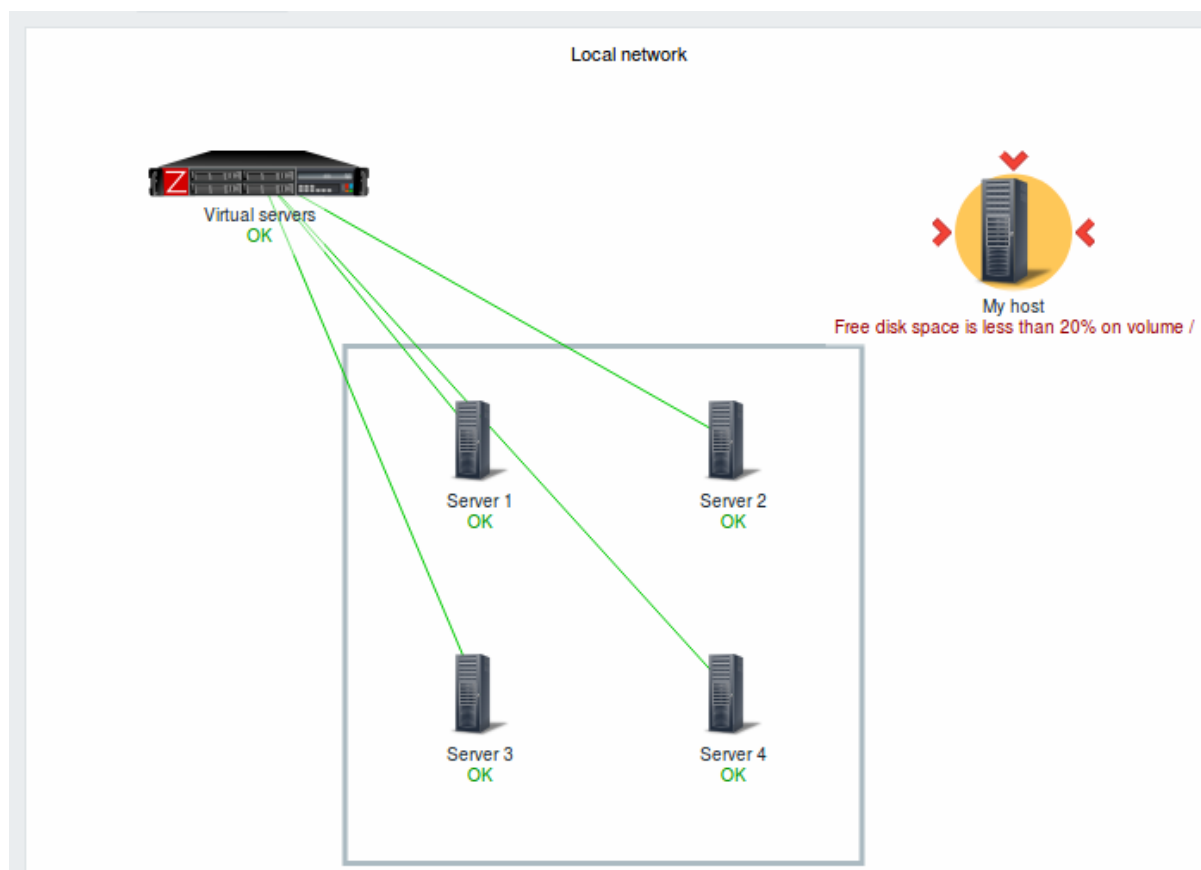 Local network
Z
Virtual servers
OK
My host
Free disk space is less than 20% on volume /
Server 1
OK
Server 2
OK
Server 3
OK
Server 4
OK